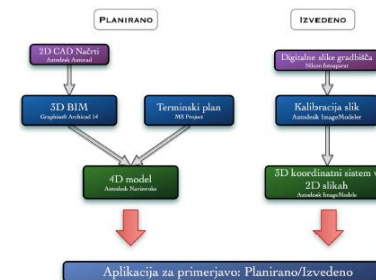 PLANIRANO
IZVEDENO
2D CAD Načrti
Autodesk Autocad
Digitalne slike gradbišča
Nikon fotoaparat
3D BIM
Graphisoft Archicad 14
Terminski plan
MS Project
Kalibracija slik
Autodesk ImageModeler
4D model
Autodesk Navisworks
3D koordinatni sistem v
2D slikah
Autodesk ImageModele
Aplikacija za primerjavo: Planirano/Izvedeno